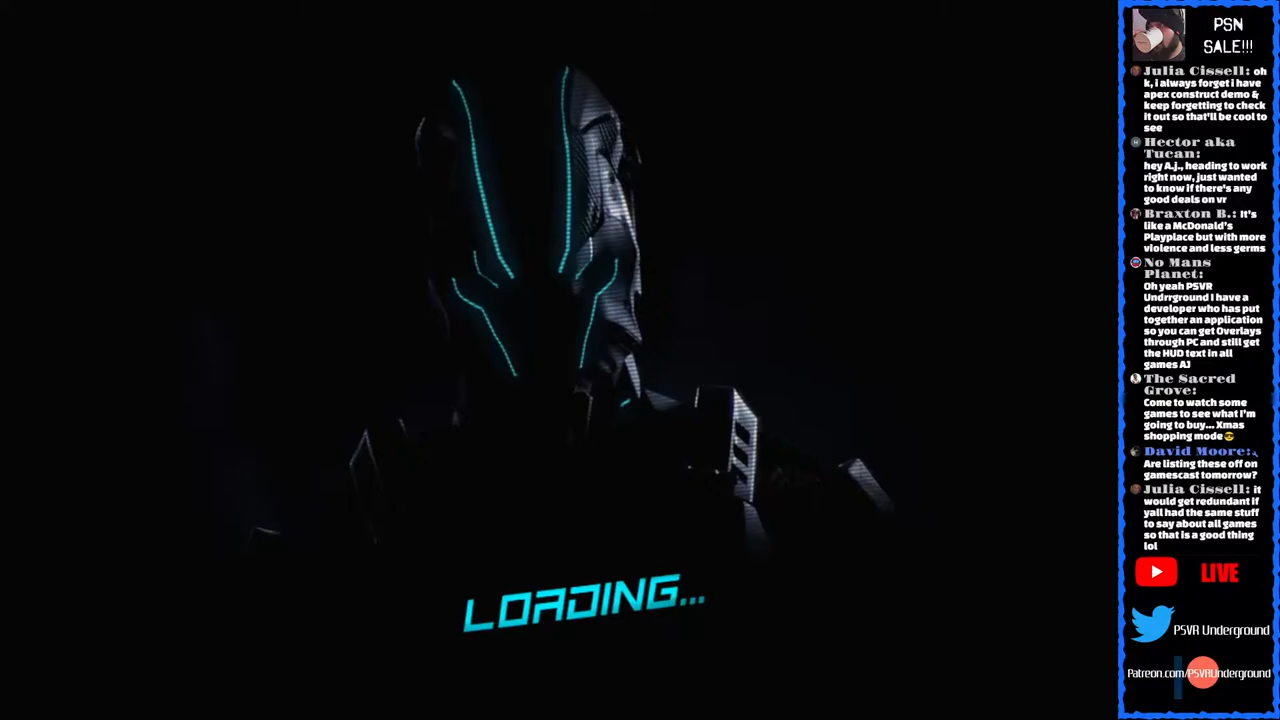 LOADING...
PSN
SALE!!!
Julia Cissell: oh
k, i always forget i have
apex construct demo &
keep forgetting to check
it out so that'll be cool to
see
Hector aka
Tucan:
hey A.j., heading to work
right now, just wanted
to know if there's any
good deals on vr
Braxton B.: It's
like a McDonald's
Playplace but with more
violence and less germs
No Mans
Planet:
Oh yeah PSVR
Undrrground I have a
developer who has put
together an application
so you can get Overlays
through PC and still get
the HUD text in all
games AJ
The Sacred
Grove:
Come to watch some
games to see what I'm
going to buy... Xmas
shopping mode😎
David Moore:
Are listing these off on
gamescast tomorrow?
Julia Cissell: it
would get redundant if
yall had the same stuff
to say about all games
so that is a good thing
lol
LIVE
PSVR Underground
Patreon.com/PSVRUnderground